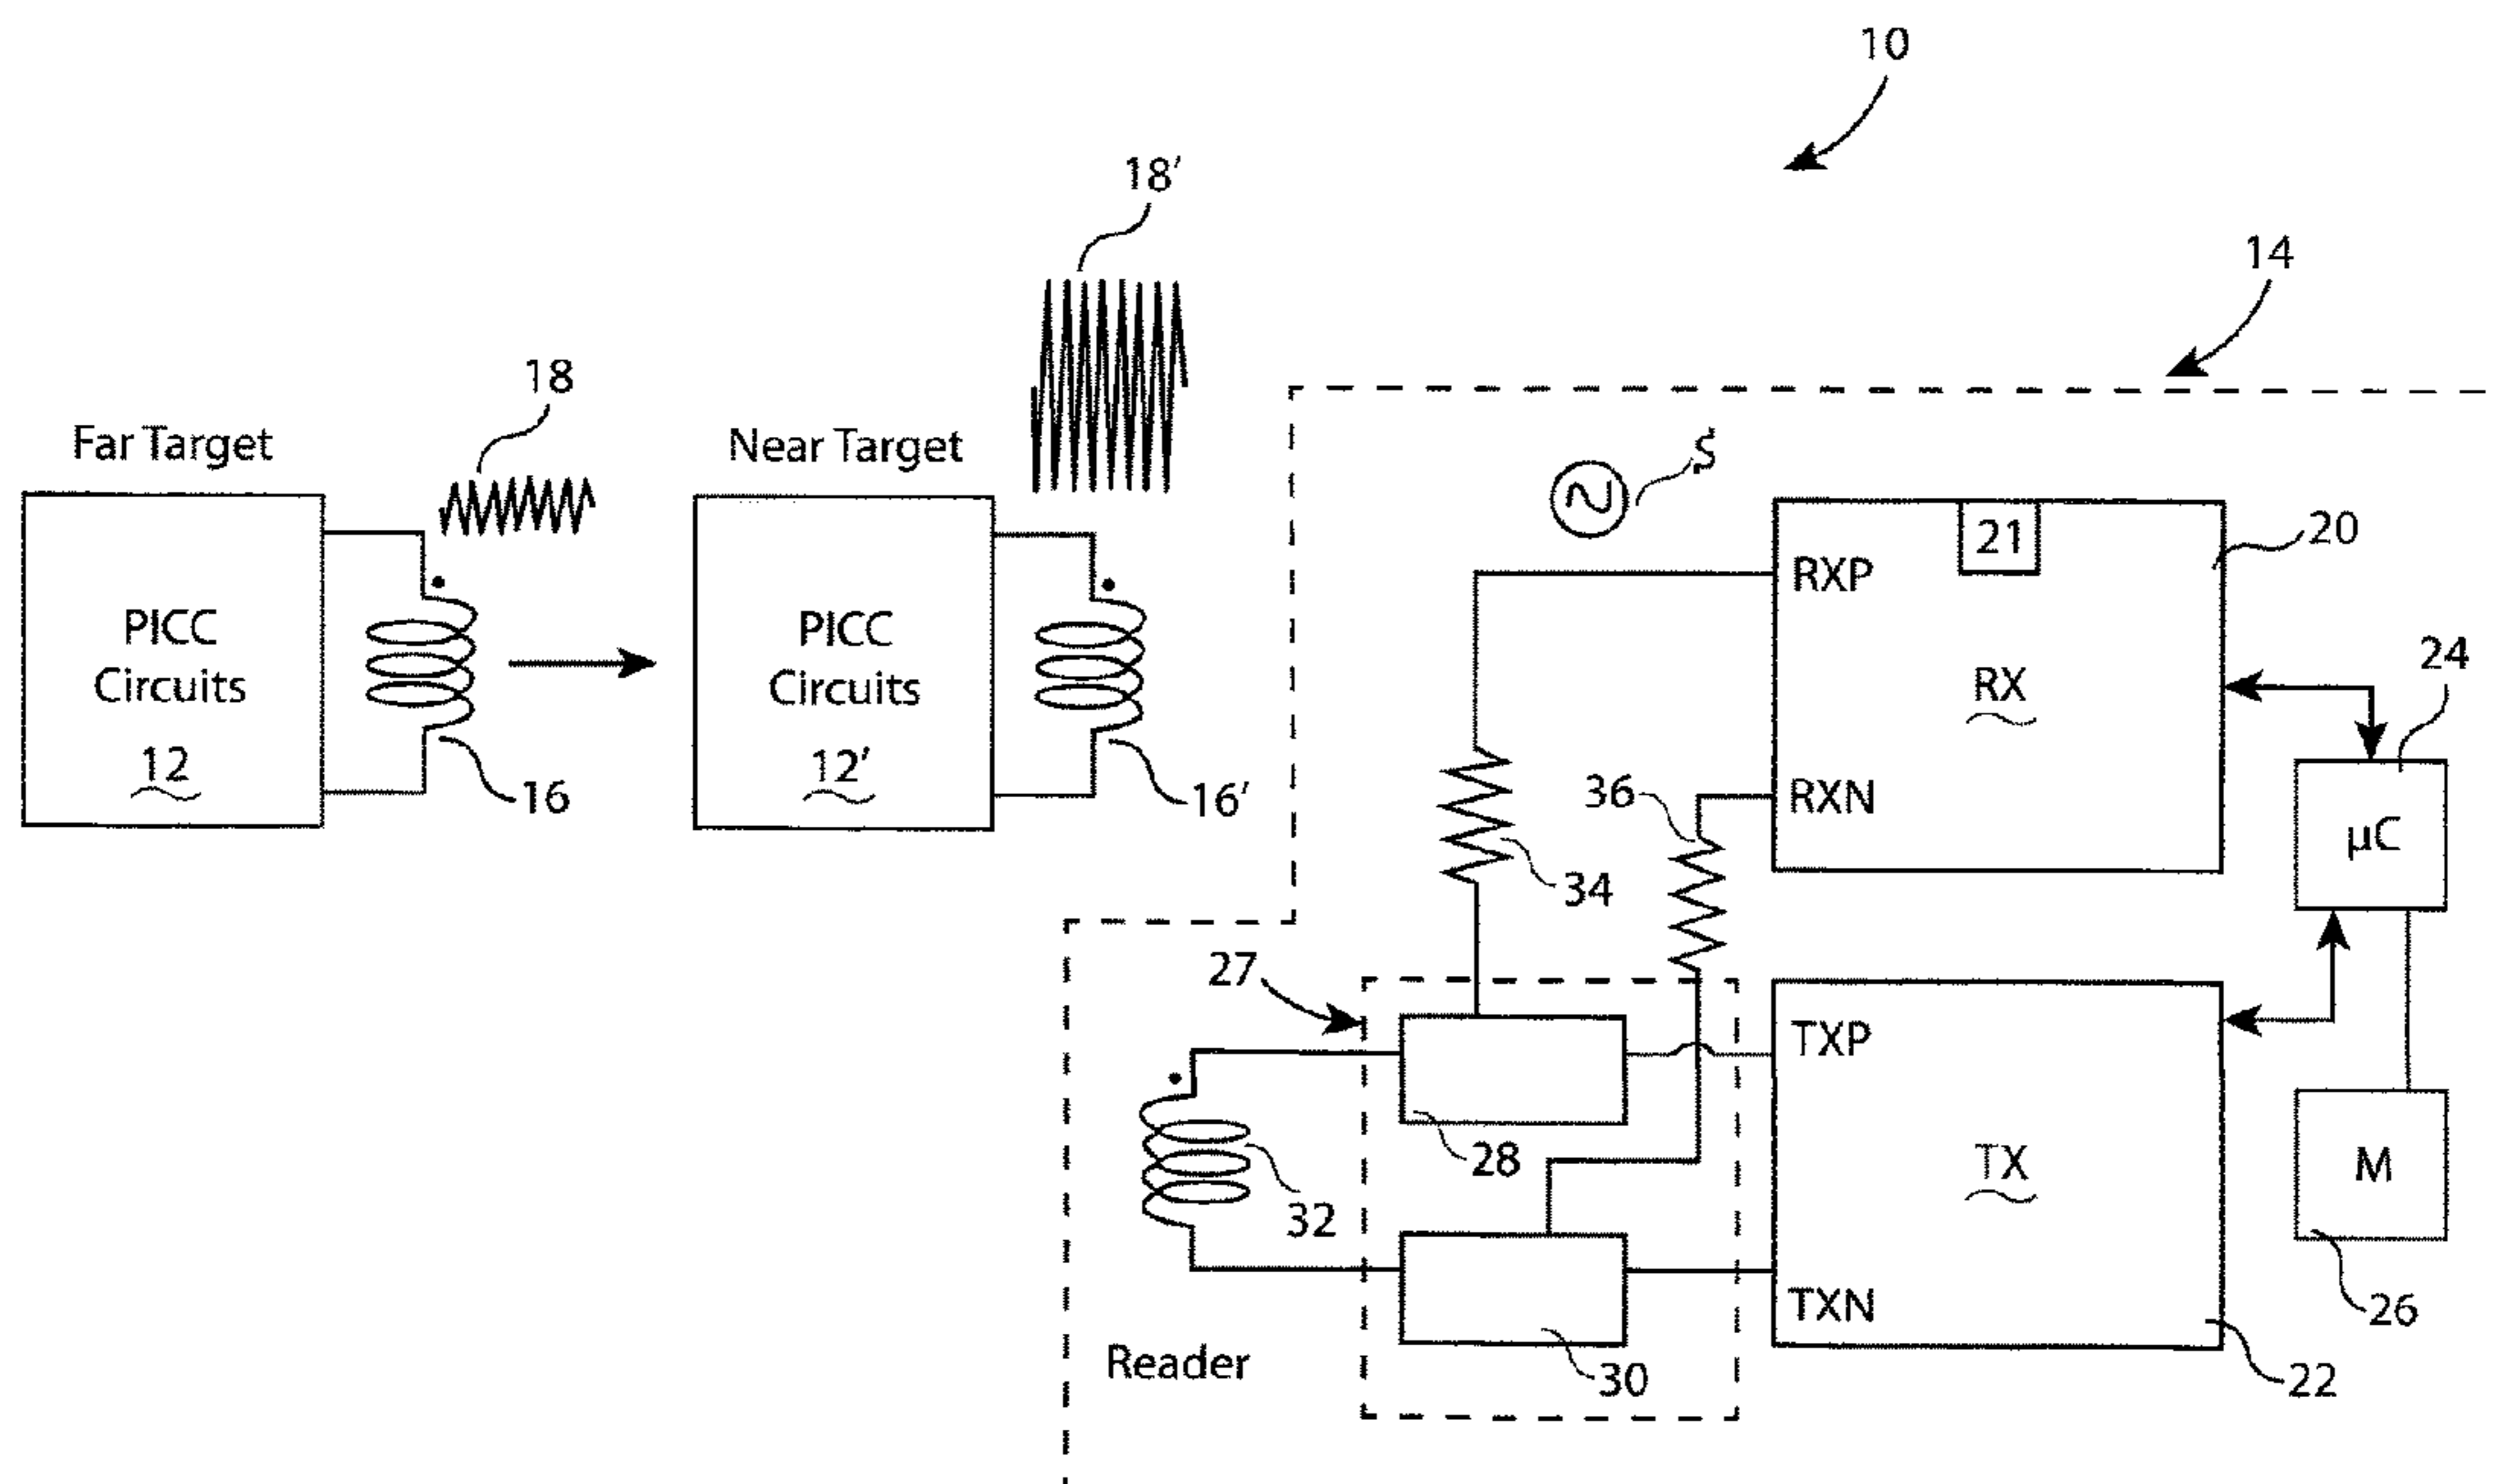 10
18'
14
18
Far Target
Near Target
S
21
20
RXP
PICC
Circuits
12
16
PICC
Circuits
12'
16'
RX
24
36
RXN
34
µC
27
TXP
28
TX
M
32
TXN
26
Reader
30
22